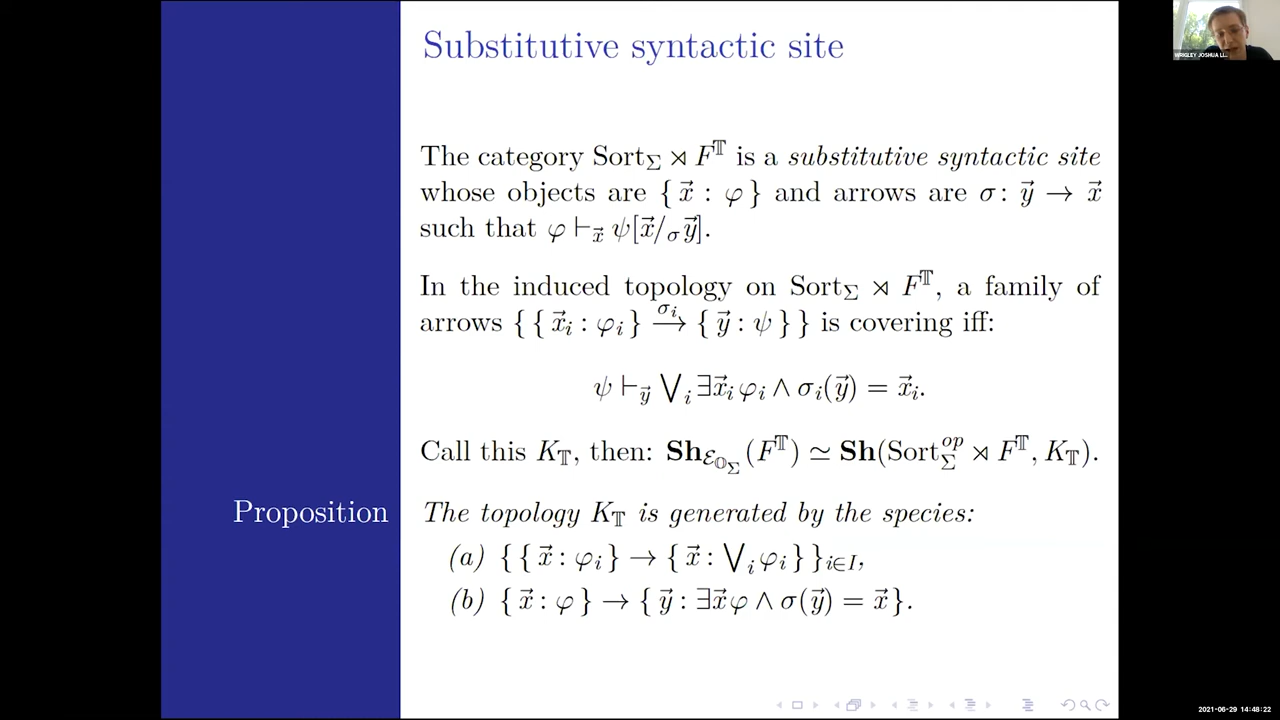 Substitutive syntactic site
WRIGLEY JOSHUA LI...
The category Sort_Σ ⋊ F^𝕋 is a substitutive syntactic site
whose objects are { x⃗ : φ } and arrows are σ: y⃗ → x⃗
such that φ ⊢_x⃗ ψ[x⃗/_σ y⃗].
In the induced topology on Sort_Σ ⋊ F^𝕋, a family of
arrows { { x⃗_i : φ_i } →^{σ_i} { y⃗ : ψ } } is covering iff:
ψ ⊢_y⃗ ⋁_i ∃x⃗_i φ_i ∧ σ_i(y⃗) = x⃗_i.
Call this K_𝕋, then: Sh_{ℰ_{𝕆_Σ}}(F^𝕋) ≃ Sh(Sort_Σ^{op} ⋊ F^𝕋, K_𝕋).
Proposition The topology K_𝕋 is generated by the species:
(a) { { x⃗ : φ_i } → { x⃗ : ⋁_i φ_i } }_{i∈I},
(b) { x⃗ : φ } → { y⃗ : ∃x⃗φ ∧ σ(y⃗) = x⃗ }.
2021-06-29 14:48:22